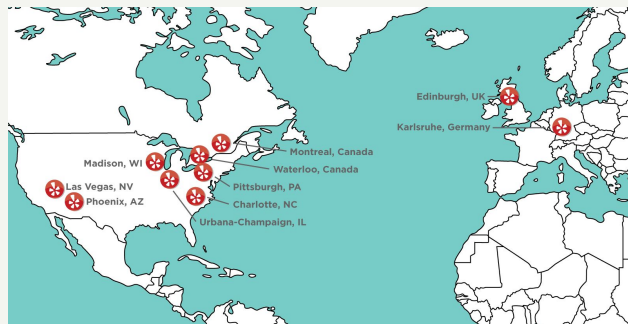 Edinburgh, UK
Karlsruhe, Germany
Montreal, Canada
Madison, WI
Waterloo, Canada
Las Vegas, NV
Pittsburgh, PA
Phoenix, AZ
Charlotte, NC
Urbana-Champaign, IL